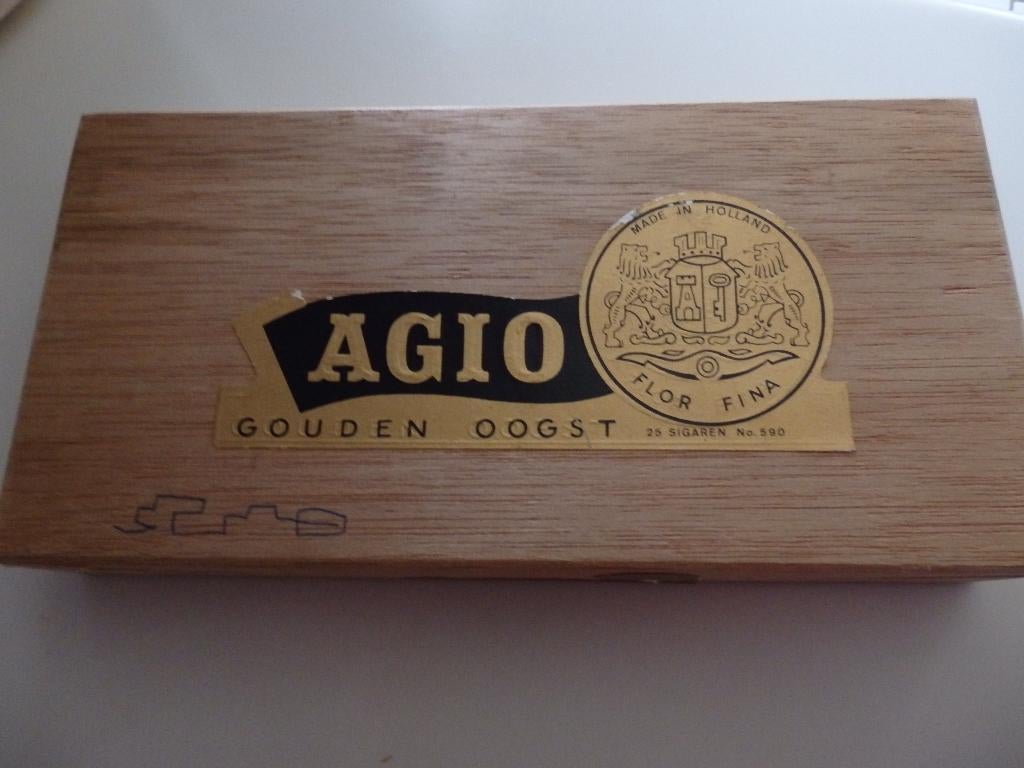 MADE IN HOLLAND
AGIO
FLOR FINA
GOUDEN OOGST
25 SIGAREN No. 590